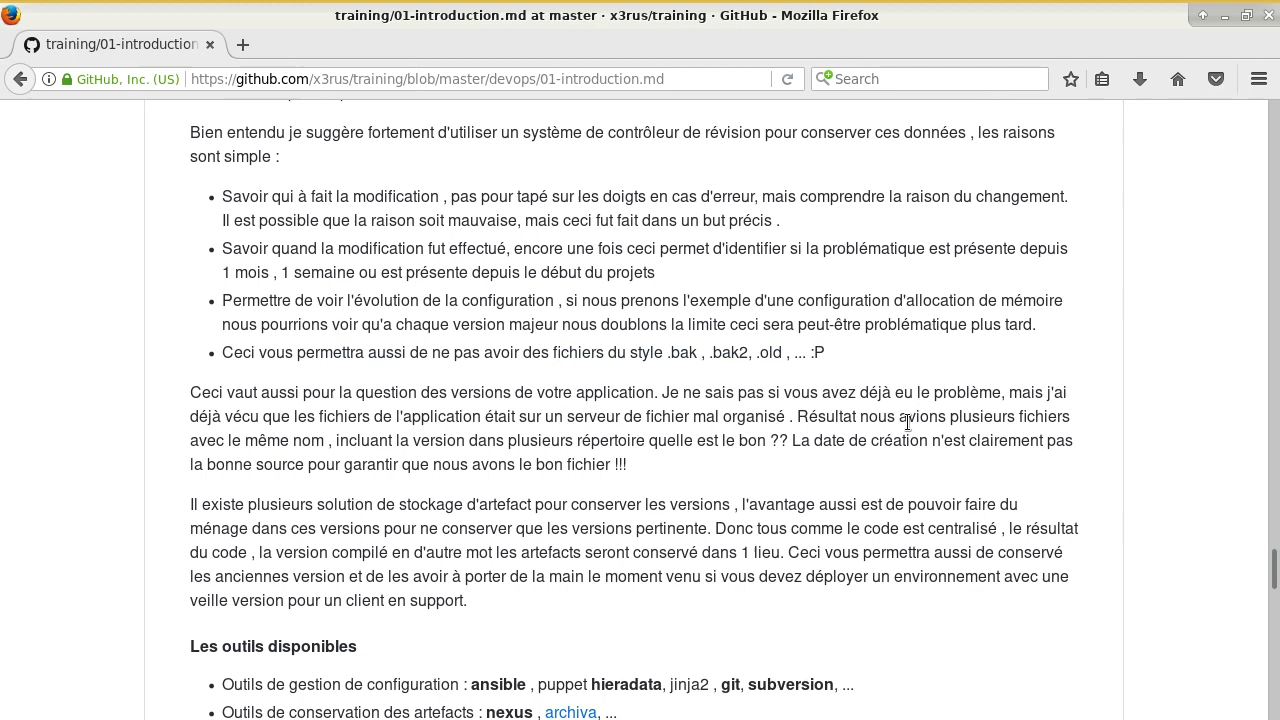 training/01-introduction.md at master · x3rus/training · GitHub - Mozilla Firefox
training/01-introduction
GitHub, Inc. (US)
https://github.com/x3rus/training/blob/master/devops/01-introduction.md
Search
Bien entendu je suggère fortement d'utiliser un système de contrôleur de révision pour conserver ces données , les raisons
sont simple :
• Savoir qui à fait la modification , pas pour tapé sur les doigts en cas d'erreur, mais comprendre la raison du changement.
Il est possible que la raison soit mauvaise, mais ceci fut fait dans un but précis .
• Savoir quand la modification fut effectué, encore une fois ceci permet d'identifier si la problématique est présente depuis
1 mois , 1 semaine ou est présente depuis le début du projets
• Permettre de voir l'évolution de la configuration , si nous prenons l'exemple d'une configuration d'allocation de mémoire
nous pourrions voir qu'a chaque version majeur nous doublons la limite ceci sera peut-être problématique plus tard.
• Ceci vous permettra aussi de ne pas avoir des fichiers du style .bak , .bak2, .old , ... :P
Ceci vaut aussi pour la question des versions de votre application. Je ne sais pas si vous avez déjà eu le problème, mais j'ai
déjà vécu que les fichiers de l'application était sur un serveur de fichier mal organisé . Résultat nous avions plusieurs fichiers
avec le même nom , incluant la version dans plusieurs répertoire quelle est le bon ?? La date de création n'est clairement pas
la bonne source pour garantir que nous avons le bon fichier !!!
Il existe plusieurs solution de stockage d'artefact pour conserver les versions , l'avantage aussi est de pouvoir faire du
ménage dans ces versions pour ne conserver que les versions pertinente. Donc tous comme le code est centralisé , le résultat
du code , la version compilé en d'autre mot les artefacts seront conservé dans 1 lieu. Ceci vous permettra aussi de conservé
les anciennes version et de les avoir à porter de la main le moment venu si vous devez déployer un environnement avec une
veille version pour un client en support.
Les outils disponibles
• Outils de gestion de configuration : ansible , puppet hieradata, jinja2 , git, subversion, ...
• Outils de conservation des artefacts : nexus , archiva, ...